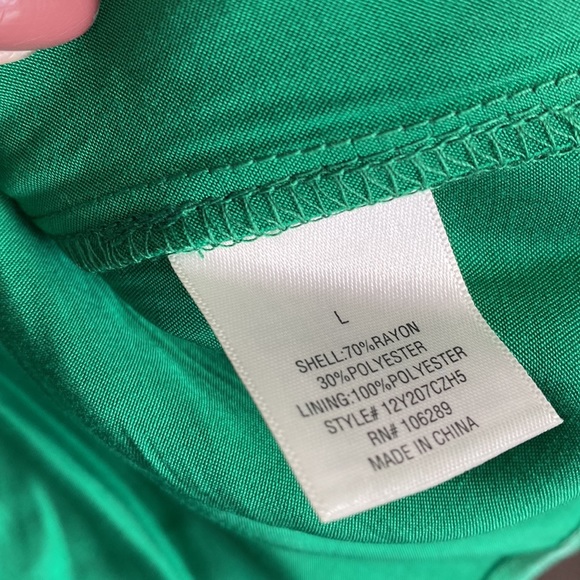 L
SHELL:70%RAYON
30%POLYESTER
LINING:100%POLYESTER
STYLE# 12Y207CZH5
RN# 106289
MADE IN CHINA